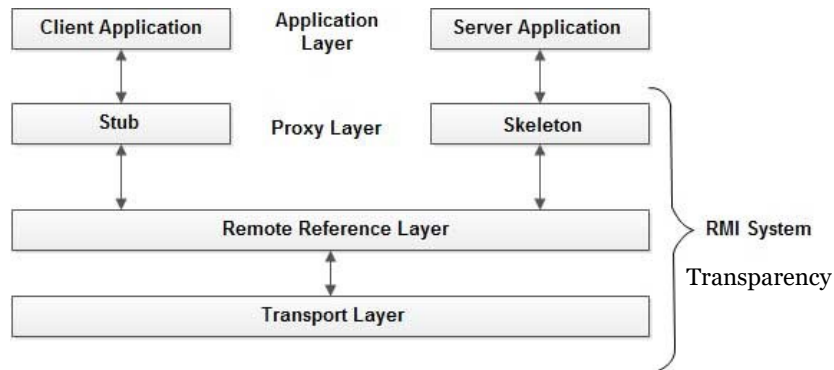 Client Application
Application
Layer
Server Application
Stub
Proxy Layer
Skeleton
Remote Reference Layer
RMI System
Transparency
Transport Layer